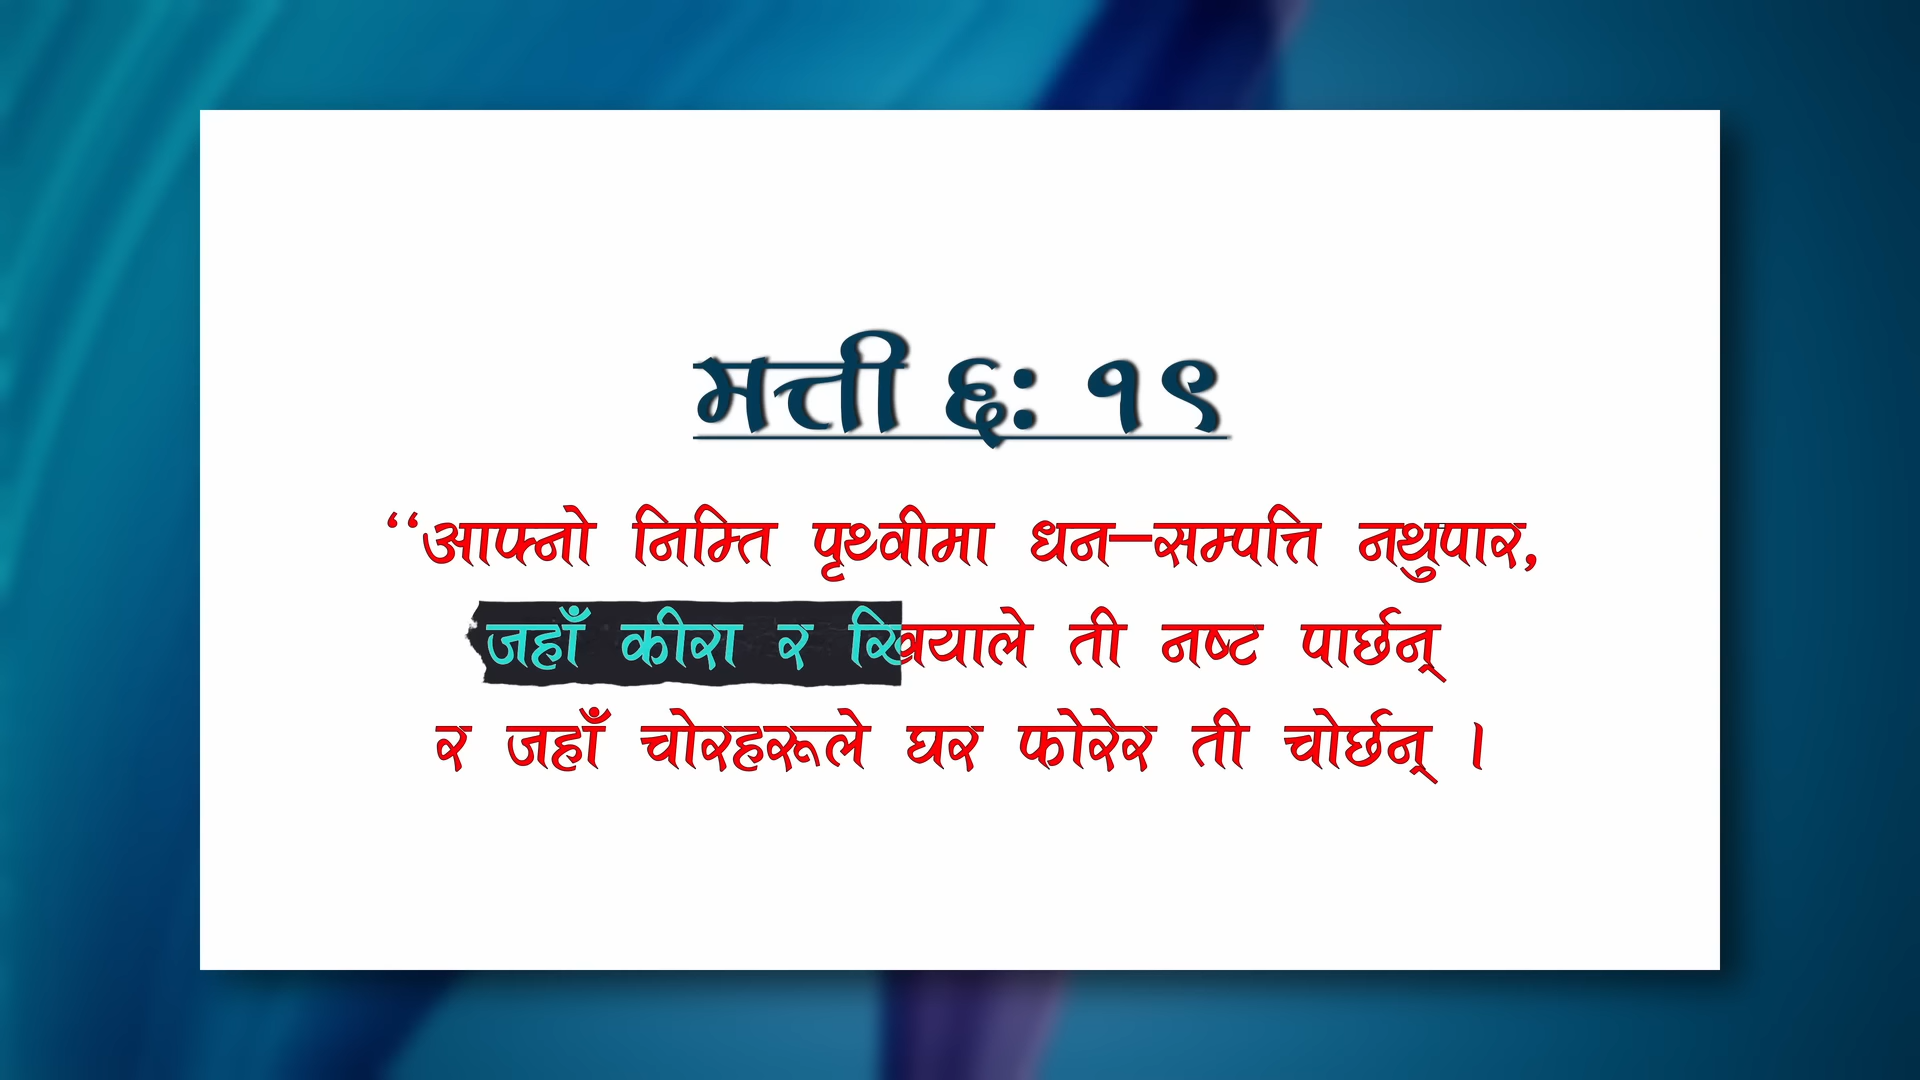 मत्ती ६: १९
“आफ्नो निम्ति पृथ्वीमा धन–सम्पत्ति नथुपार,
जहाँ कीरा र खियाले ती नष्ट पार्छन्
र जहाँ चोरहरूले घर फोरेर ती चोर्छन् ।